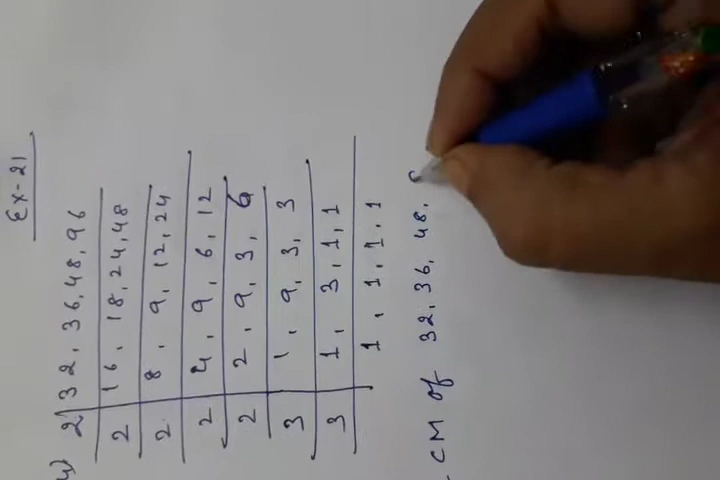 Ex-21
4) 2 32, 36, 48, 96
2 16, 18, 24, 48
2 8, 9, 12, 24
2 4, 9, 6, 12
2 2, 9, 3, 6
3 1, 9, 3, 3
3 1, 3, 1, 1
1, 1, 1, 1
CM of 32, 36, 48,